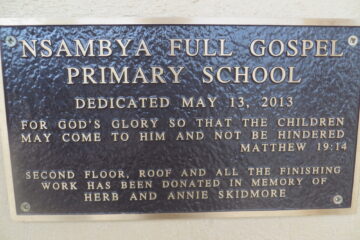 NSAMBYA FULL GOSPEL
PRIMARY SCHOOL
DEDICATED MAY 13, 2013
FOR GOD'S GLORY SO THAT THE CHILDREN
MAY COME TO HIM AND NOT BE HINDERED
MATTHEW 19:14
SECOND FLOOR, ROOF AND ALL THE FINISHING
WORK HAS BEEN DONATED IN MEMORY OF
HERB AND ANNIE SKIDMORE